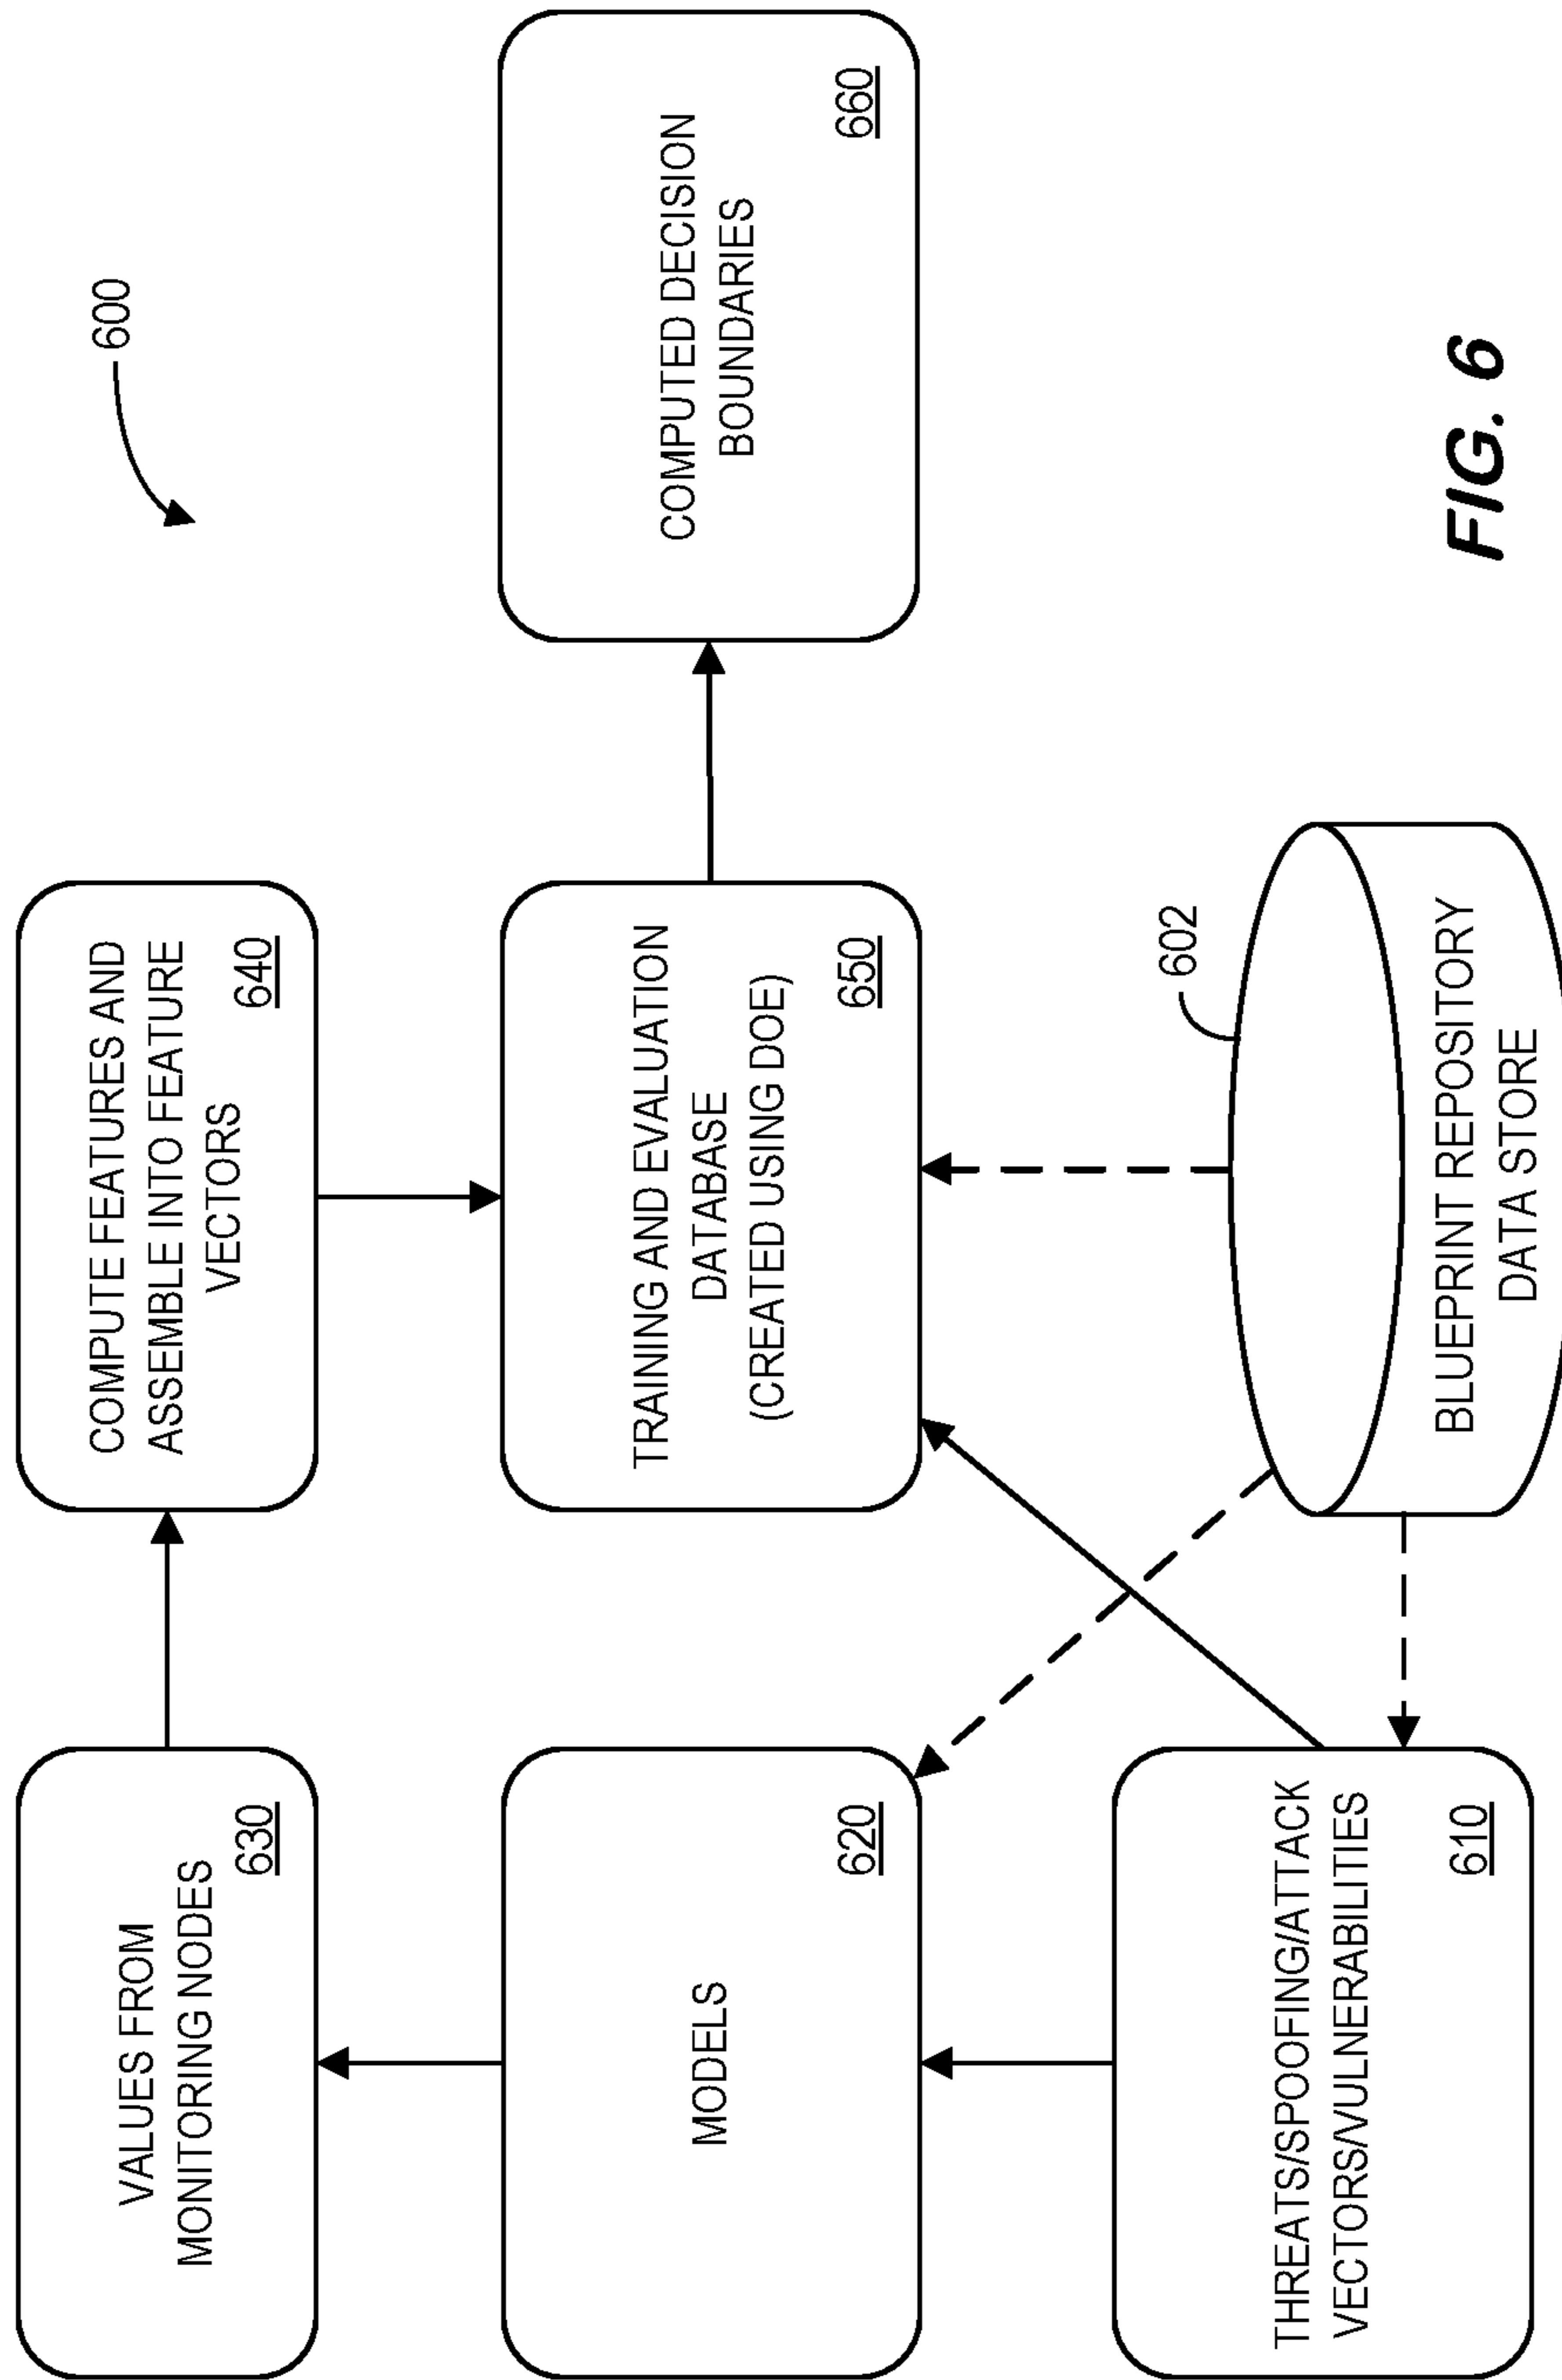 600
VALUES FROM
MONITORING NODES
630
COMPUTE FEATURES AND
ASSEMBLE INTO FEATURE
VECTORS
640
MODELS
620
TRAINING AND EVALUATION
DATABASE
(CREATED USING DOE)
650
COMPUTED DECISION
BOUNDARIES
660
THREATS/SPOOFING/ATTACK
VECTORS/VULNERABILITIES
610
602
BLUEPRINT REPOSITORY
DATA STORE
FIG. 6